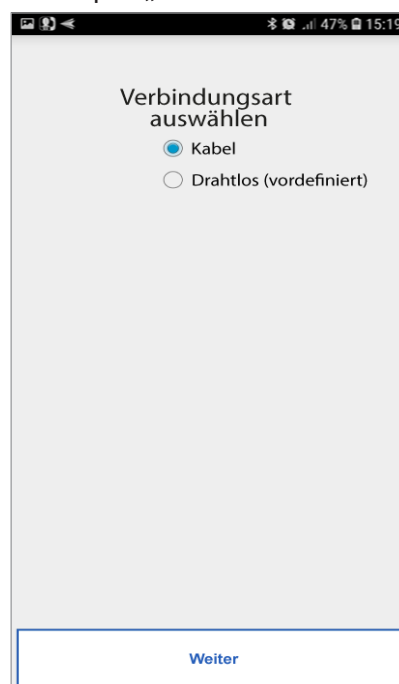 47% 15:19
Verbindungsart
auswählen
Kabel
Drahtlos (vordefiniert)
Weiter